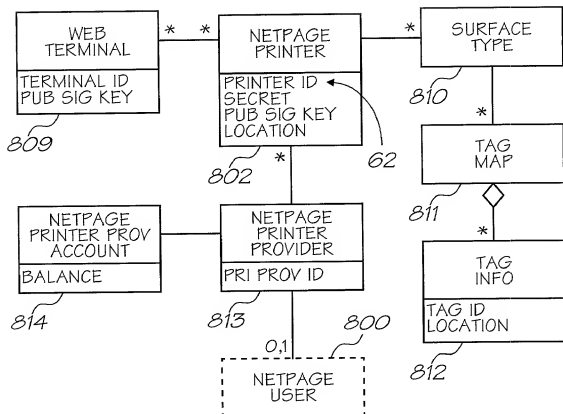 WEB
TERMINAL
TERMINAL ID
PUB SIG KEY
809
*
*
NETPAGE
PRINTER
PRINTER ID
SECRET
PUB SIG KEY
LOCATION
802
62
*
SURFACE
TYPE
810
*
TAG
MAP
811
*
TAG
INFO
TAG ID
LOCATION
812
*
NETPAGE
PRINTER PROV
ACCOUNT
BALANCE
814
NETPAGE
PRINTER
PROVIDER
PRI PROV ID
813
800
0,1
NETPAGE
USER